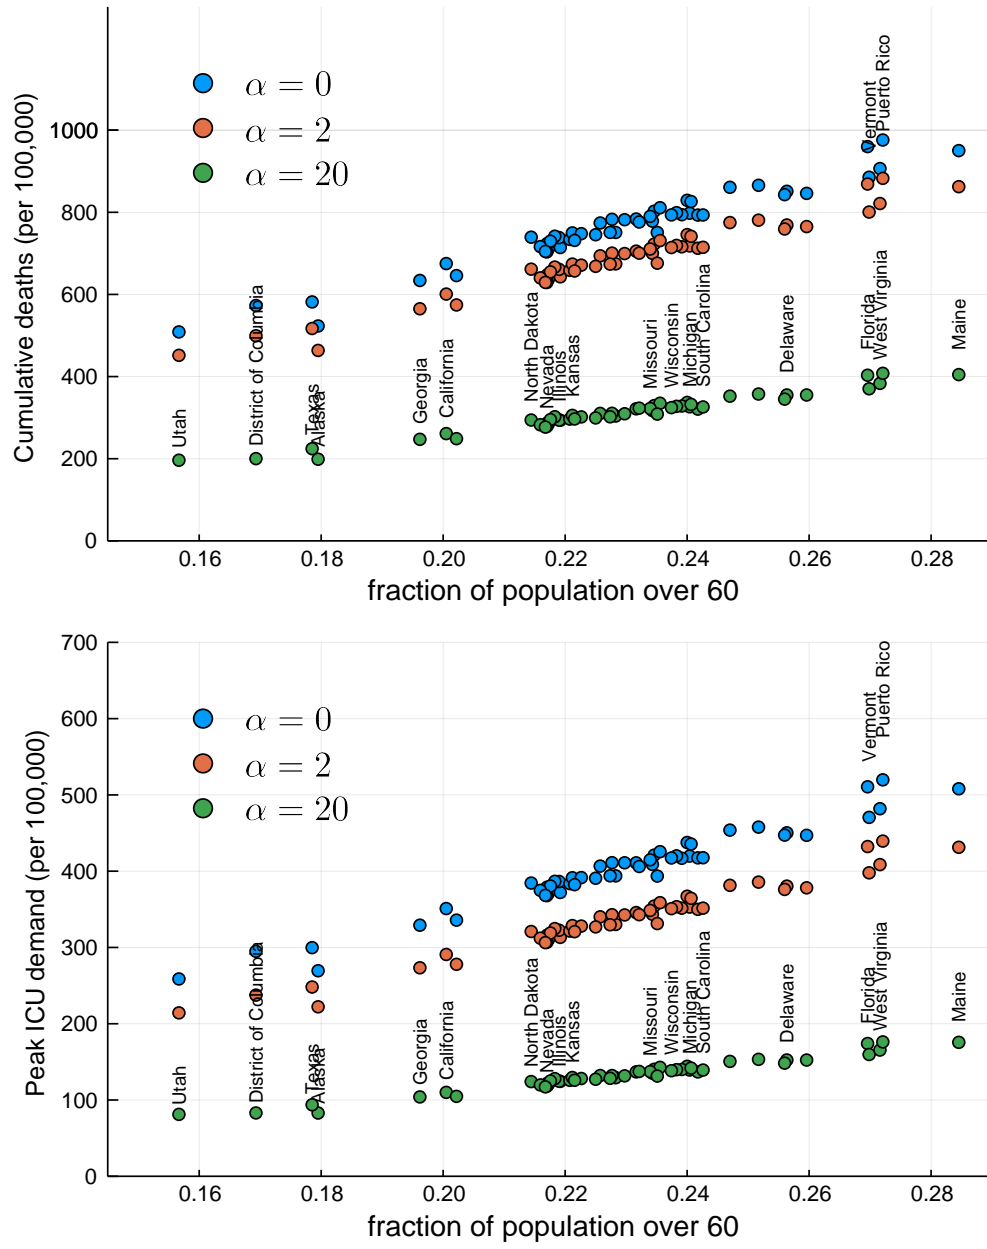 Cumulative deaths (per 100,000)
1000
800
600
400
200
0
α = 0
α = 2
α = 20
Utah
District of Columbia
Texas
Alaska
Georgia
California
North Dakota
Nevada
Illinois
Kansas
Missouri
Wisconsin
Michigan
South Carolina
Delaware
Florida
West Virginia
Vermont
Puerto Rico
Maine
0.16 0.18 0.20 0.22 0.24 0.26 0.28
fraction of population over 60
Peak ICU demand (per 100,000)
700
600
500
400
300
200
100
0
α = 0
α = 2
α = 20
Utah
District of Columbia
Texas
Alaska
Georgia
California
North Dakota
Nevada
Illinois
Kansas
Missouri
Wisconsin
Michigan
South Carolina
Delaware
Florida
West Virginia
Vermont
Puerto Rico
Maine
0.16 0.18 0.20 0.22 0.24 0.26 0.28
fraction of population over 60